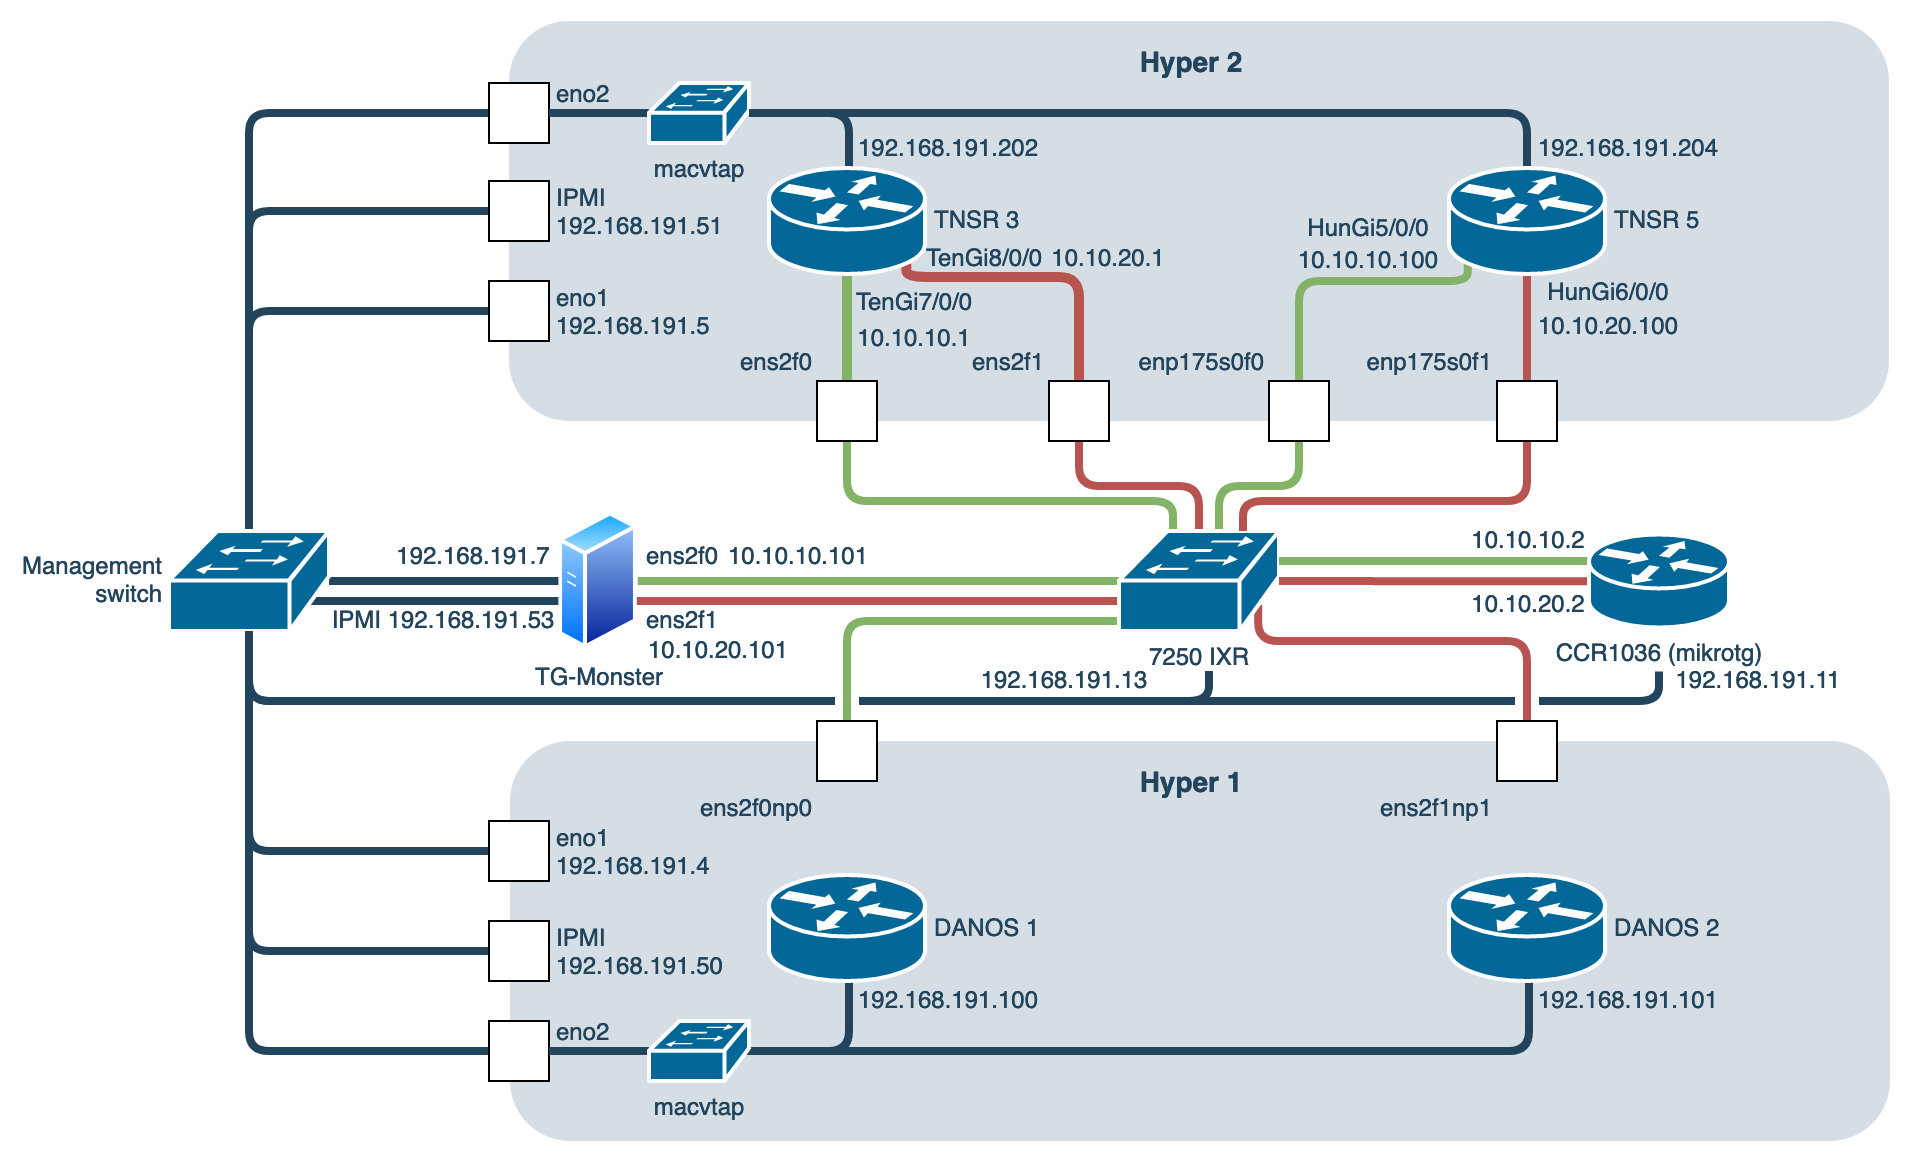 Hyper 2
eno2
macvtap
192.168.191.202
192.168.191.204
IPMI
192.168.191.51
TNSR 3
TNSR 5
TenGi8/0/0 10.10.20.1
HunGi5/0/0
10.10.10.100
eno1
192.168.191.5
TenGi7/0/0
10.10.10.1
HunGi6/0/0
10.10.20.100
ens2f0
ens2f1
enp175s0f0
enp175s0f1
Management
switch
192.168.191.7
IPMI 192.168.191.53
TG-Monster
ens2f0 10.10.10.101
ens2f1
10.10.20.101
7250 IXR
192.168.191.13
10.10.10.2
10.10.20.2
CCR1036 (mikrotg)
192.168.191.11
Hyper 1
ens2f0np0
ens2f1np1
eno1
192.168.191.4
IPMI
192.168.191.50
DANOS 1
DANOS 2
192.168.191.100
192.168.191.101
eno2
macvtap